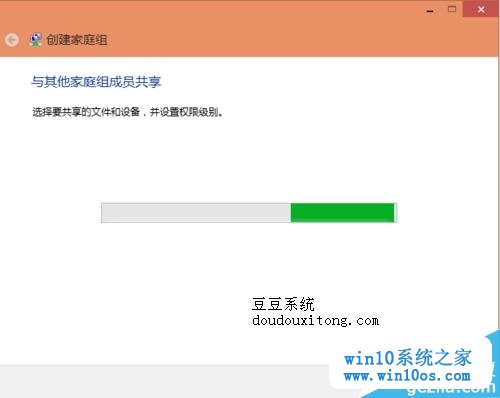 创建家庭组
与其他家庭组成员共享
选择要共享的文件和设备，并设置权限级别。
豆豆系统
doudouxitong.com
win10系统之家
www.win10os.com